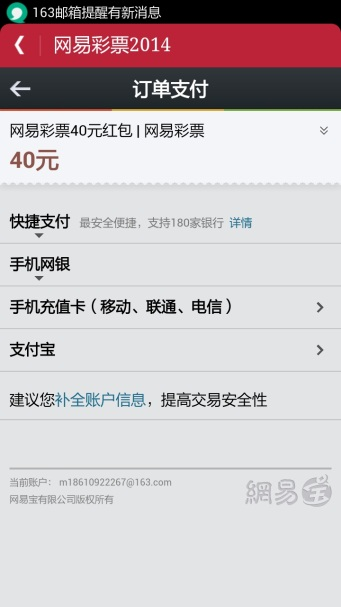 163邮箱提醒有新消息
网易彩票2014
订单支付
网易彩票40元红包 | 网易彩票
40元
快捷支付 最安全便捷，支持180家银行 详情
手机网银
手机充值卡（移动、联通、电信）
支付宝
建议您补全账户信息，提高交易安全性
当前账户： m18610922267@163.com
网易宝有限公司版权所有
網易宝